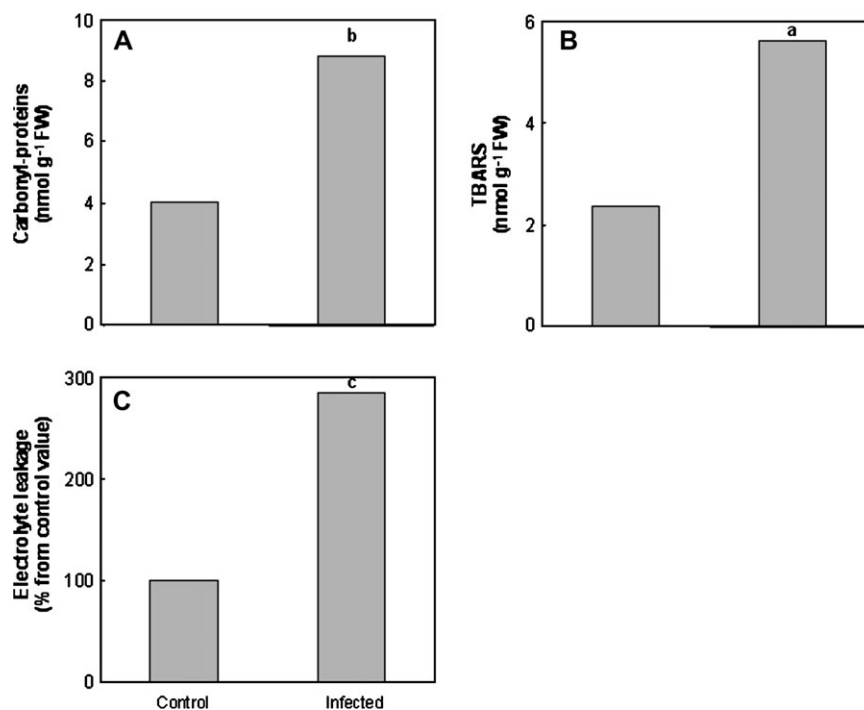 A
b
Carbonyl-proteins
(nmol g⁻¹ FW)
10
8
6
4
2
0
B
a
TBARS
(nmol g⁻¹ FW)
6
4
2
0
C
c
Electrolyte leakage
(% from control value)
300
200
100
0
Control
Infected